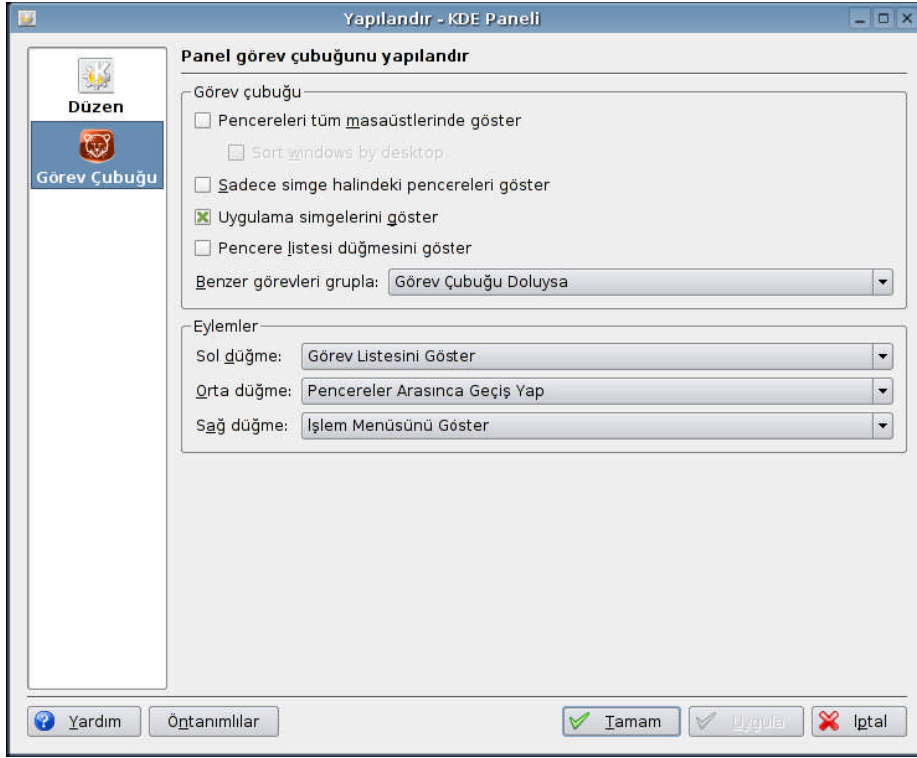 Yapılandır - KDE Paneli
Düzen
Görev Çubuğu
Panel görev çubuğunu yapılandır
Görev çubuğu
Pencereleri tüm masaüstlerinde göster
Sort windows by desktop
Sadece simge halindeki pencereleri göster
Uygulama simgelerini göster
Pencere listesi düğmesini göster
Benzer görevleri grupla: Görev Çubuğu Doluysa
Eylemler
Sol düğme: Görev Listesini Göster
Orta düğme: Pencereler Arasınca Geçiş Yap
Sağ düğme: İşlem Menüsünü Göster
Yardım Öntanımlılar Tamam Uygula İptal